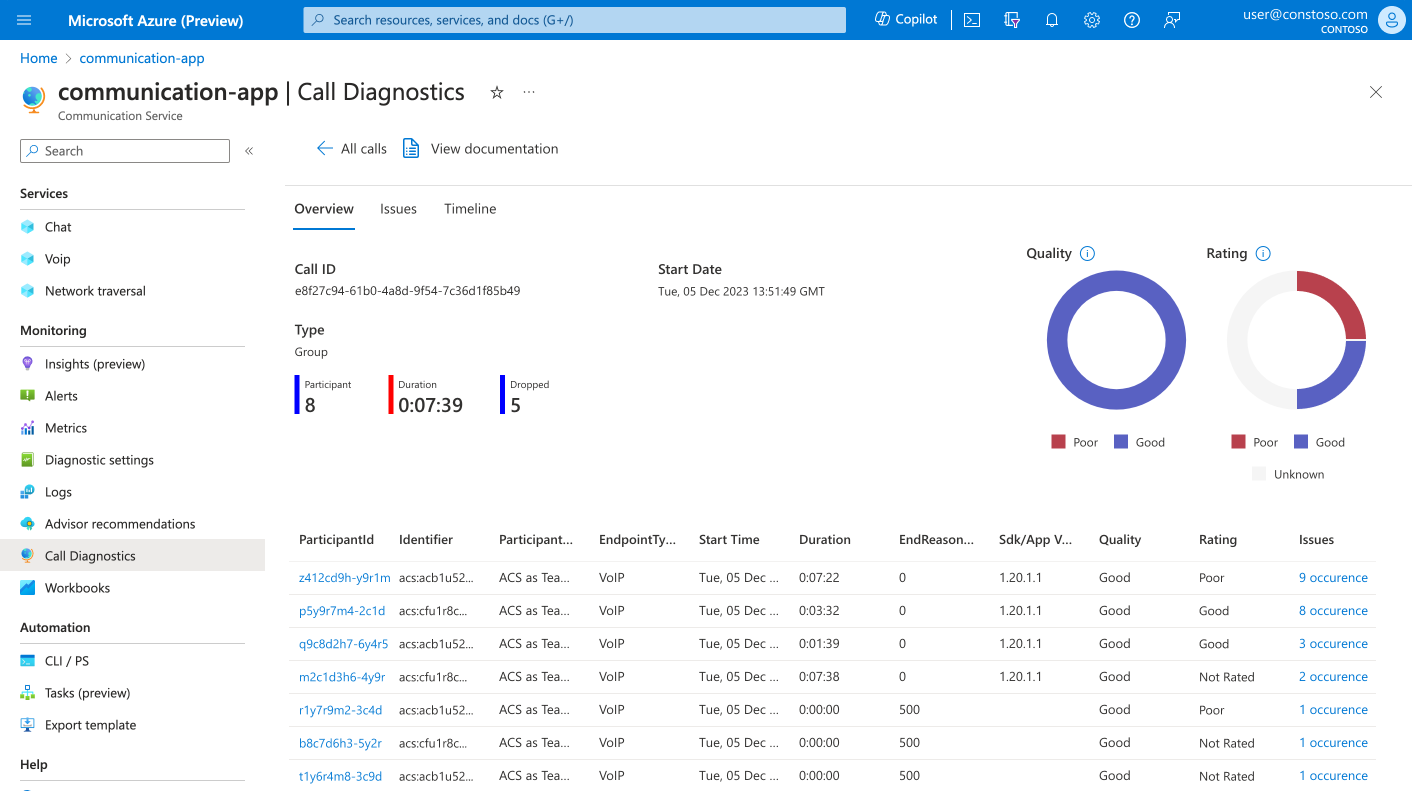 Microsoft Azure (Preview)
Search resources, services, and docs (G+/)
Copilot
user@constoso.com
CONTOSO
Home > communication-app
communication-app | Call Diagnostics
Communication Service
Search
All calls
View documentation
Services
Chat
Voip
Network traversal
Monitoring
Insights (preview)
Alerts
Metrics
Diagnostic settings
Logs
Advisor recommendations
Call Diagnostics
Workbooks
Automation
CLI / PS
Tasks (preview)
Export template
Help
Overview Issues Timeline
Call ID
e8f27c94-61b0-4a8d-9f54-7c36d1f85b49
Start Date
Tue, 05 Dec 2023 13:51:49 GMT
Type
Group
Participant
8
Duration
0:07:39
Dropped
5
Quality
Poor Good
Rating
Poor Good
Unknown
ParticipantId Identifier Participant... EndpointTy... Start Time Duration EndReason... Sdk/App V... Quality Rating Issues
z412cd9h-y9r1m acs:acb1u52... ACS as Tea... VoIP Tue, 05 Dec ... 0:07:22 0 1.20.1.1 Good Poor 9 occurence
p5y9r7m4-2c1d acs:cfu1r8c... ACS as Tea... VoIP Tue, 05 Dec ... 0:03:32 0 1.20.1.1 Good Good 8 occurence
q9c8d2h7-6y4r5 acs:acb1u52... ACS as Tea... VoIP Tue, 05 Dec ... 0:01:39 0 1.20.1.1 Good Good 3 occurence
m2c1d3h6-4y9r acs:cfu1r8c... ACS as Tea... VoIP Tue, 05 Dec ... 0:07:38 0 1.20.1.1 Good Not Rated 2 occurence
r1y7r9m2-3c4d acs:acb1u52... ACS as Tea... VoIP Tue, 05 Dec ... 0:00:00 500 Good Poor 1 occurence
b8c7d6h3-5y2r acs:cfu1r8c... ACS as Tea... VoIP Tue, 05 Dec ... 0:00:00 500 Good Not Rated 1 occurence
t1y6r4m8-3c9d acs:acb1u52... ACS as Tea... VoIP Tue, 05 Dec ... 0:00:00 500 Good Not Rated 1 occurence